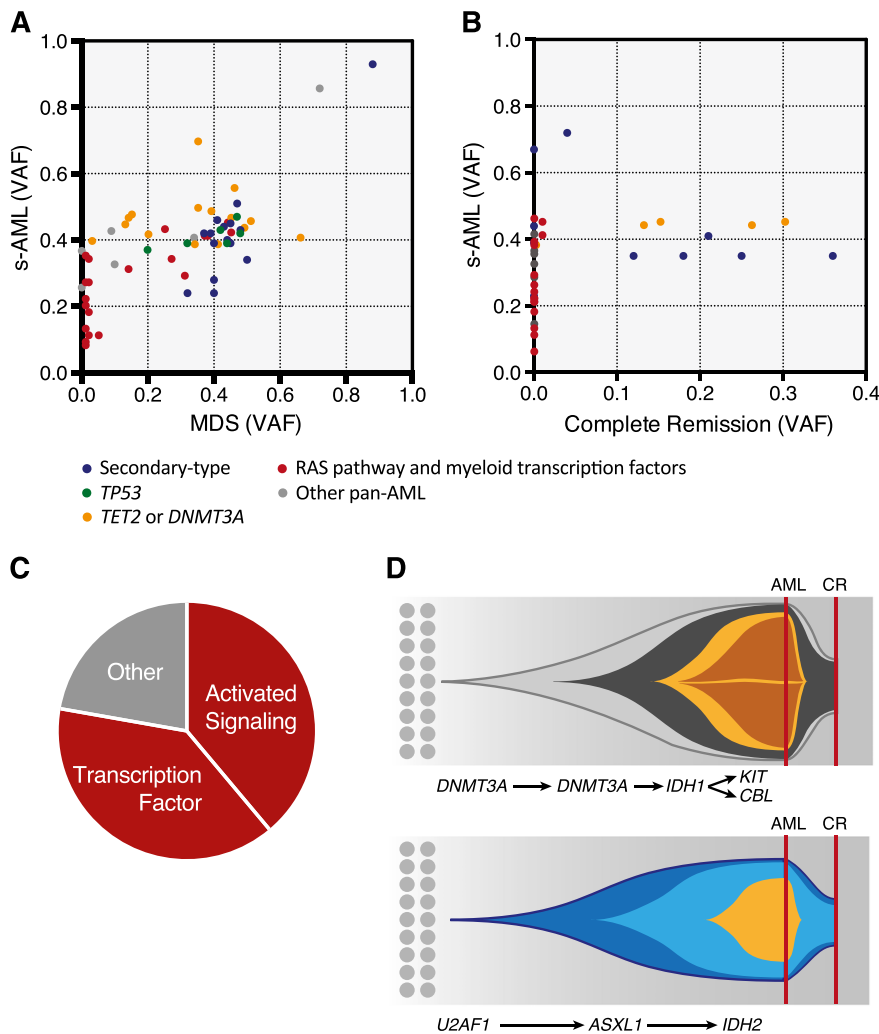 A
1.0
0.8
0.6
0.4
0.2
0.0
s-AML (VAF)
0.0 0.2 0.4 0.6 0.8 1.0
MDS (VAF)
B
1.0
0.8
0.6
0.4
0.2
0.0
s-AML (VAF)
0.0 0.1 0.2 0.3 0.4
Complete Remission (VAF)
Secondary-type
TP53
TET2 or DNMT3A
RAS pathway and myeloid transcription factors
Other pan-AML
C
Other
Activated
Signaling
Transcription
Factor
D
AML CR
DNMT3A DNMT3A IDH1 KIT
CBL
AML CR
U2AF1 ASXL1 IDH2